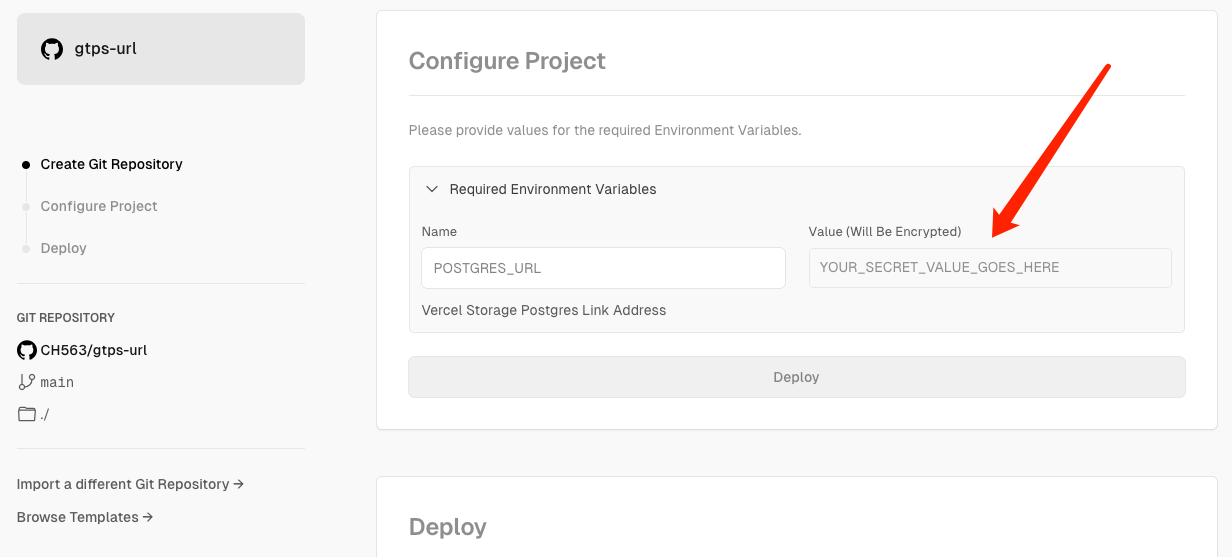 gtps-url
Create Git Repository
Configure Project
Deploy
GIT REPOSITORY
CH563/gtps-url
main
./
Import a different Git Repository →
Browse Templates →
Configure Project
Please provide values for the required Environment Variables.
Required Environment Variables
Name
Value (Will Be Encrypted)
POSTGRES_URL
YOUR_SECRET_VALUE_GOES_HERE
Vercel Storage Postgres Link Address
Deploy
Deploy